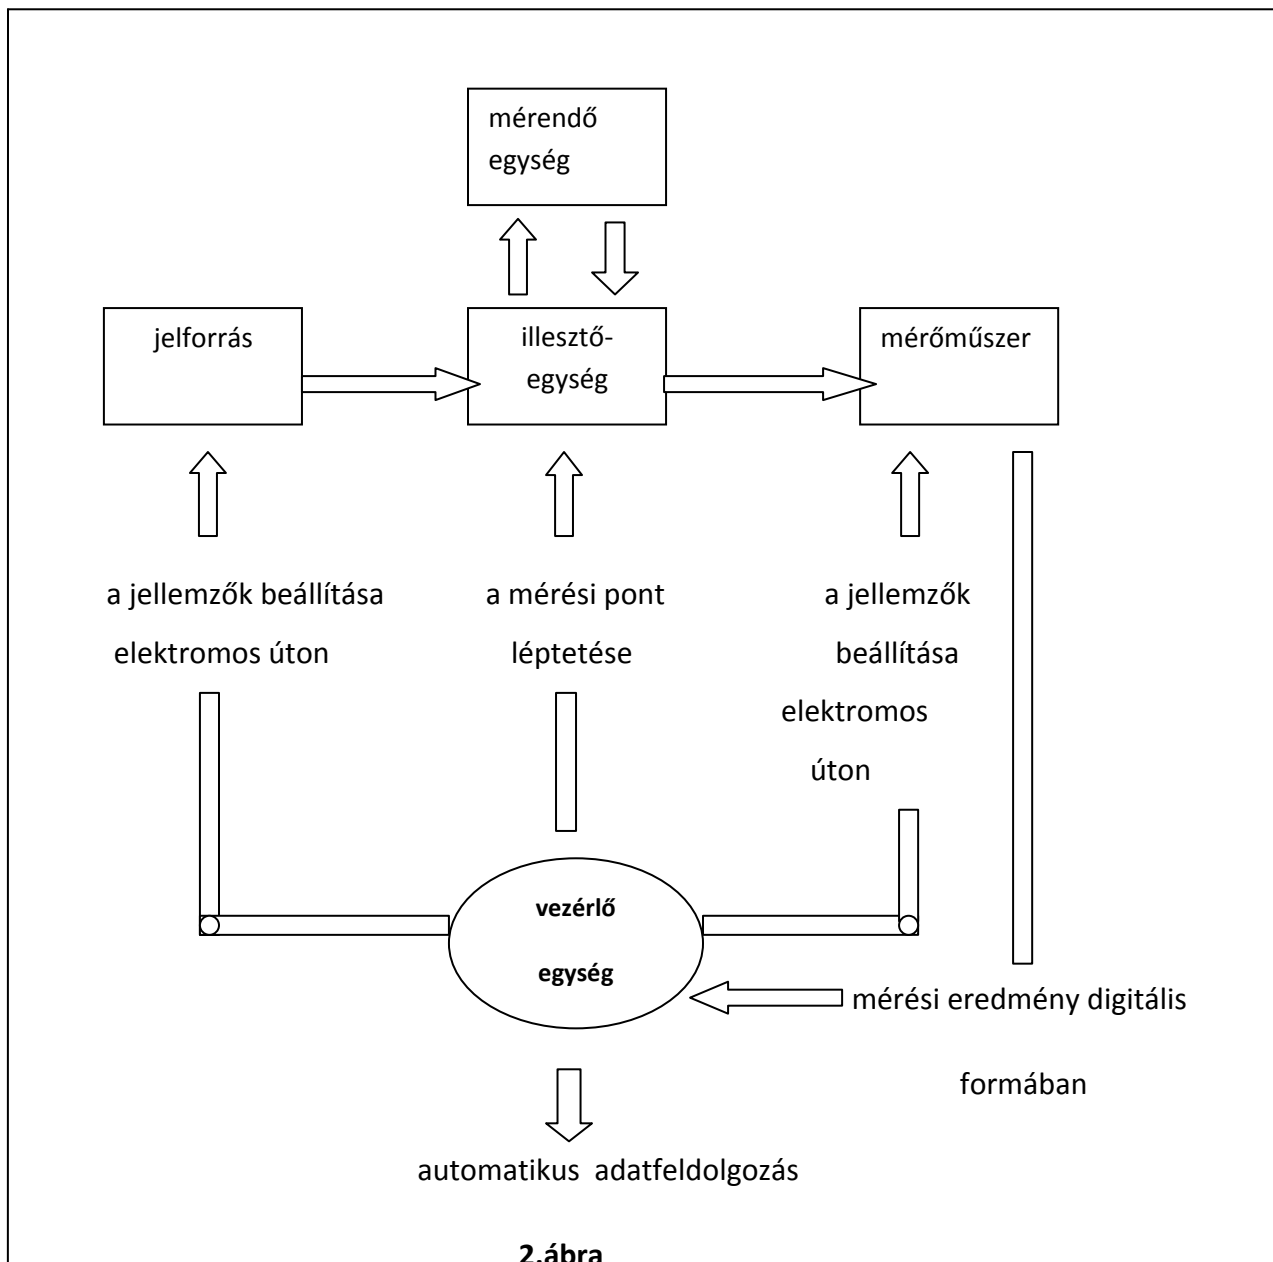 mérendő
egység
jelforrás
illesztő-
egység
mérőműszer
a jellemzők beállítása
elektromos úton
a mérési pont
léptetése
a jellemzők
beállítása
elektromos
úton
vezérlő
egység
mérési eredmény digitális
formában
automatikus adatfeldolgozás
2.ábra